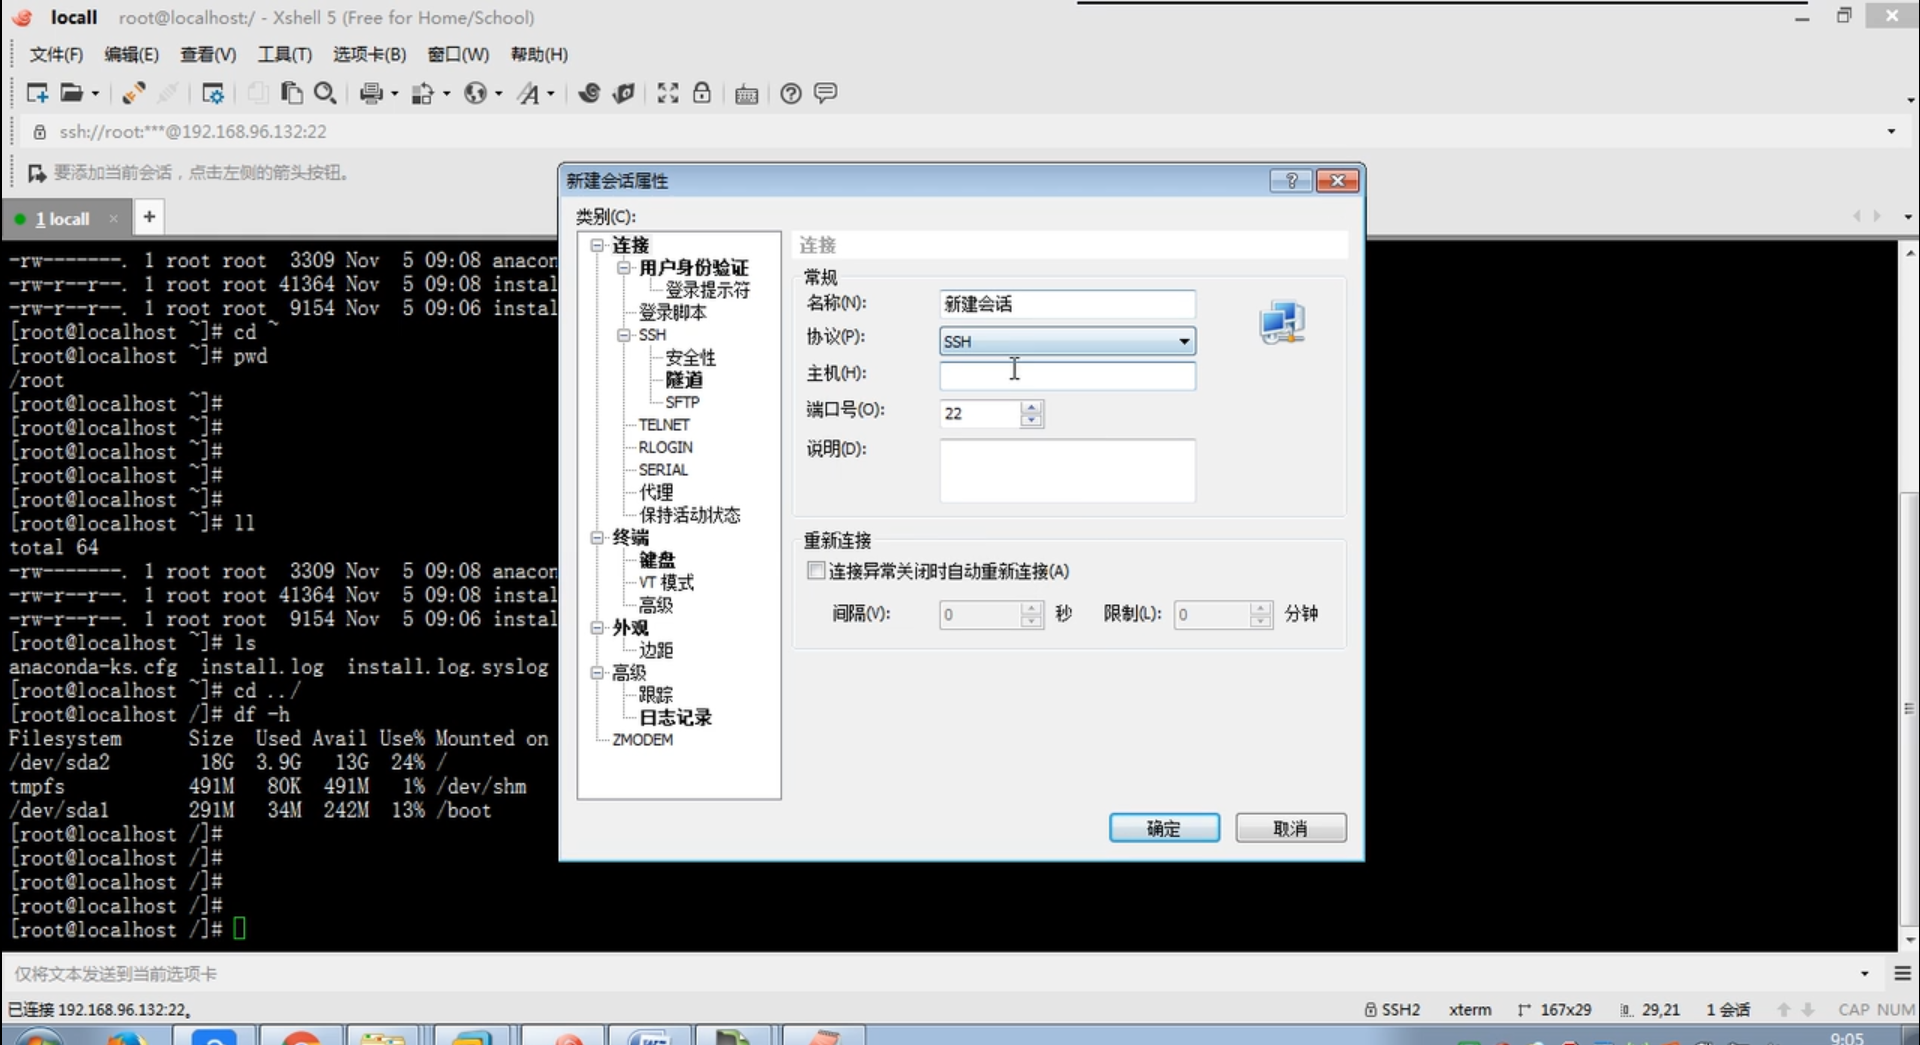 locall root@localhost:/ - Xshell 5 (Free for Home/School)
文件(F) 编辑(E) 查看(V) 工具(T) 选项卡(B) 窗口(W) 帮助(H)
ssh://root:***@192.168.96.132:22
要添加当前会话，点击左侧的箭头按钮。
1 locall
-rw-------. 1 root root 3309 Nov 5 09:08 anacon
-rw-r--r--. 1 root root 41364 Nov 5 09:08 instal
-rw-r--r--. 1 root root 9154 Nov 5 09:06 instal
[root@localhost ~]# cd ~
[root@localhost ~]# pwd
/root
[root@localhost ~]#
[root@localhost ~]#
[root@localhost ~]#
[root@localhost ~]#
[root@localhost ~]#
[root@localhost ~]# ll
total 64
-rw-------. 1 root root 3309 Nov 5 09:08 anacon
-rw-r--r--. 1 root root 41364 Nov 5 09:08 instal
-rw-r--r--. 1 root root 9154 Nov 5 09:06 instal
[root@localhost ~]# ls
anaconda-ks.cfg install.log install.log.syslog
[root@localhost ~]# cd ../
[root@localhost /]# df -h
Filesystem Size Used Avail Use% Mounted on
/dev/sda2 18G 3.9G 13G 24% /
tmpfs 491M 80K 491M 1% /dev/shm
/dev/sda1 291M 34M 242M 13% /boot
[root@localhost /]#
[root@localhost /]#
[root@localhost /]#
[root@localhost /]#
[root@localhost /]#
新建会话属性
类别(C):
连接
用户身份验证
登录提示符
登录脚本
SSH
安全性
隧道
SFTP
TELNET
RLOGIN
SERIAL
代理
保持活动状态
终端
键盘
VT 模式
高级
外观
边距
高级
跟踪
日志记录
ZMODEM
连接
常规
名称(N): 新建会话
协议(P): SSH
主机(H):
端口号(O): 22
说明(D):
重新连接
连接异常关闭时自动重新连接(A)
间隔(V): 0 秒 限制(L): 0 分钟
确定 取消
仅将文本发送到当前选项卡
已连接 192.168.96.132:22。 SSH2 xterm 167x29 29,21 1 会话 CAP NUM
9:05